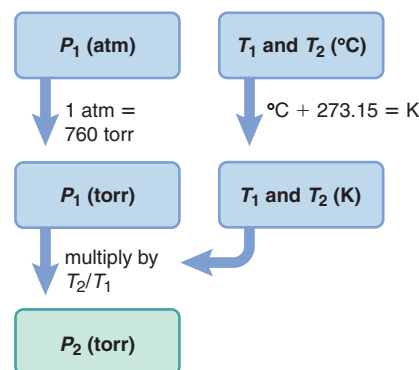 P₁ (atm)
T₁ and T₂ (°C)
1 atm =
760 torr
°C + 273.15 = K
P₁ (torr)
T₁ and T₂ (K)
multiply by
T₂/T₁
P₂ (torr)